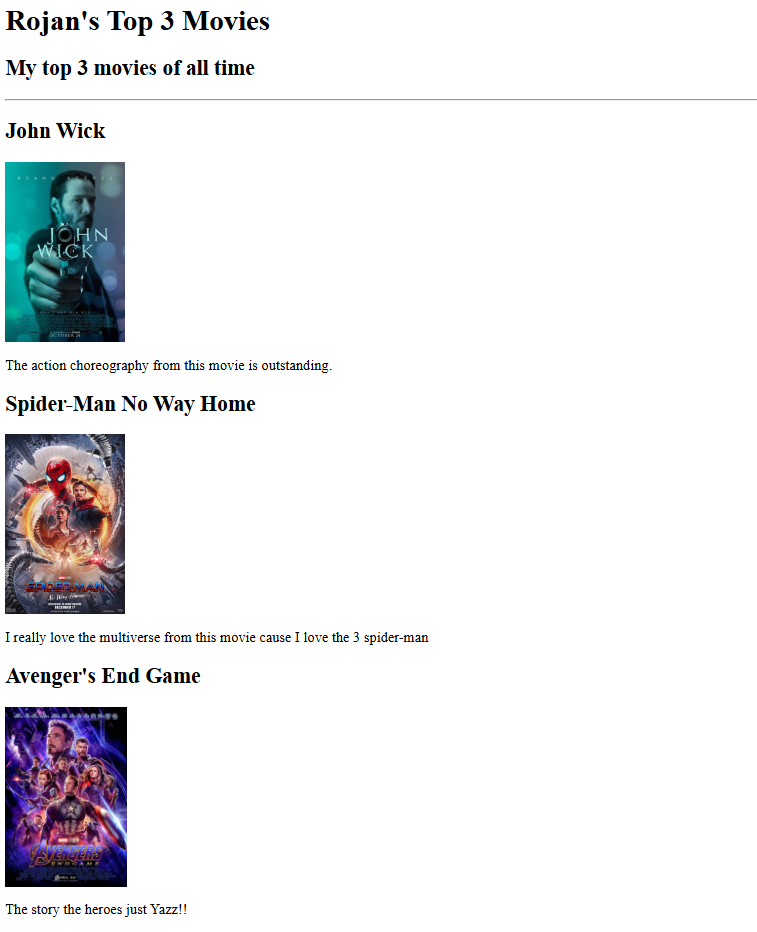 Rojan's Top 3 Movies
My top 3 movies of all time
John Wick
KEANU REEVES
JOHN
WICK
OCTOBER 24
The action choreography from this movie is outstanding.
Spider-Man No Way Home
SPIDER-MAN
No Way Home
DECEMBER 17
I really love the multiverse from this movie cause I love the 3 spider-man
Avenger's End Game
AVENGERS
ENDGAME
The story the heroes just Yazz!!